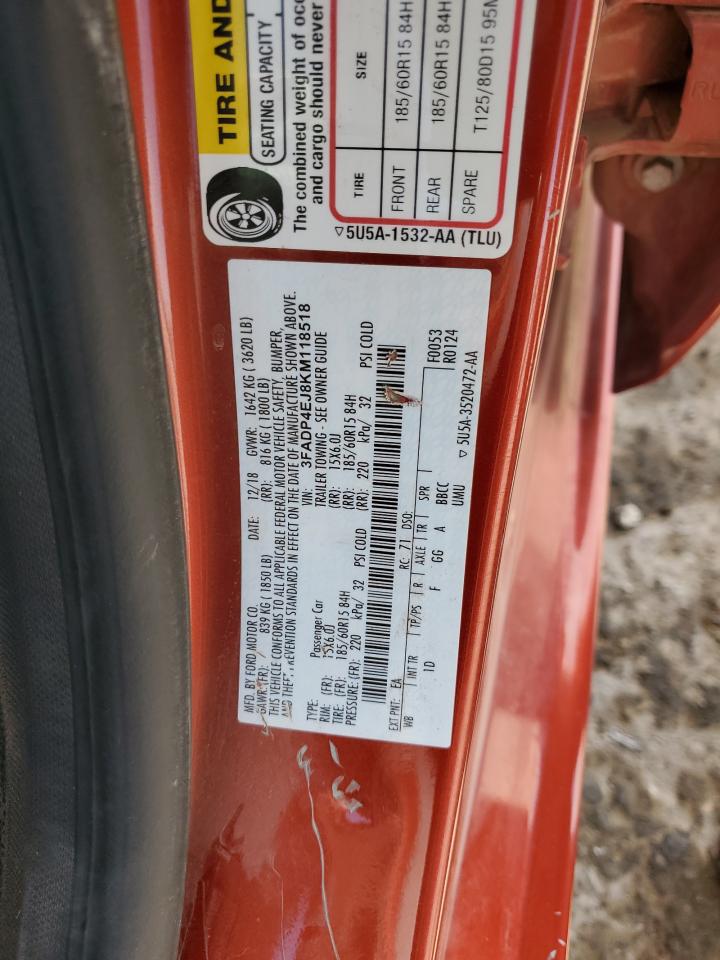 TIRE AND
SEATING CAPACITY
The combined weight of occ
and cargo should never
TIRE SIZE
FRONT 185/60R15 84H
REAR 185/60R15 84H
SPARE T125/80D15 95M
▽5U5A-1532-AA (TLU)
MFD. BY FORD MOTOR CO. DATE: 12/18 GVWR: 1642 KG ( 3620 LB)
GAWR: (FR): 839 KG ( 1850 LB) (RR): 816 KG ( 1800 LB)
THIS VEHICLE CONFORMS TO ALL APPLICABLE FEDERAL MOTOR VEHICLE SAFETY, BUMPER,
AND THEFT PREVENTION STANDARDS IN EFFECT ON THE DATE OF MANUFACTURE SHOWN ABOVE.
VIN: 3FADP4EJ8KM118518
TYPE: Passenger Car TRAILER TOWING - SEE OWNER GUIDE
RIM: (FR): 15X6.0J (RR): 15X6.0J
TIRE: (FR): 185/60R15 84H (RR): 185/60R15 84H
PRESSURE:(FR): 220 kPa/ 32 PSI COLD (RR): 220 kPa/ 32 PSI COLD
EXT PNT: EA RC: 71 DSO: F0053
WB INT TR TP/PS R AXLE TR SPR R0124
1D F GG A BBCC
UMU
▽ 5U5A-3520472-AA
RU